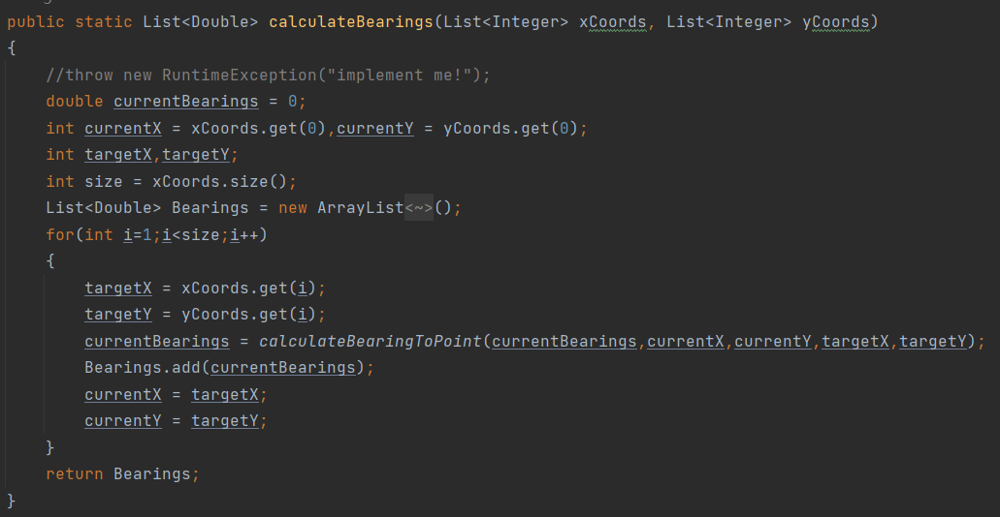 public static List<Double> calculateBearings(List<Integer> xCoords, List<Integer> yCoords)
{
//throw new RuntimeException("implement me!");
double currentBearings = 0;
int currentX = xCoords.get(0),currentY = yCoords.get(0);
int targetX,targetY;
int size = xCoords.size();
List<Double> Bearings = new ArrayList<~>();
for(int i=1;i<size;i++)
{
targetX = xCoords.get(i);
targetY = yCoords.get(i);
currentBearings = calculateBearingToPoint(currentBearings,currentX,currentY,targetX,targetY);
Bearings.add(currentBearings);
currentX = targetX;
currentY = targetY;
}
return Bearings;
}